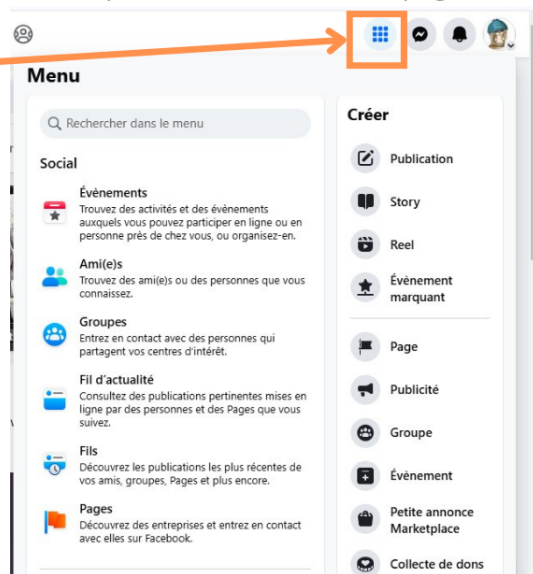 Menu
Rechercher dans le menu
Social
Évènements
Trouvez des activités et des évènements
auxquels vous pouvez participer en ligne ou en
personne près de chez vous, ou organisez-en.
Ami(e)s
Trouvez des ami(e)s ou des personnes que vous
connaissez.
Groupes
Entrez en contact avec des personnes qui
partagent vos centres d'intérêt.
Fil d'actualité
Consultez des publications pertinentes mises en
ligne par des personnes et des Pages que vous
suivez.
Fils
Découvrez les publications les plus récentes de
vos amis, groupes, Pages et plus encore.
Pages
Découvrez des entreprises et entrez en contact
avec elles sur Facebook.
Créer
Publication
Story
Reel
Évènement
marquant
Page
Publicité
Groupe
Évènement
Petite annonce
Marketplace
Collecte de dons